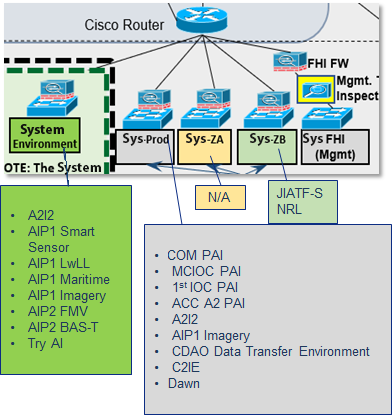 Cisco Router
FHI FW
Mgmt.
Inspect
System
Environment
Sys-Prod
Sys-ZA
Sys-ZB
Sys FHI
(Mgmt)
OTE: The System
N/A
JIATF-S
NRL
• A2I2
• AIP1 Smart
Sensor
• AIP1 LwLL
• AIP1 Maritime
• AIP1 Imagery
• AIP2 FMV
• AIP2 BAS-T
• Try AI
• COM PAI
• MCIOC PAI
• 1st IOC PAI
• ACC A2 PAI
• A2I2
• AIP1 Imagery
• CDAO Data Transfer Environment
• C2IE
• Dawn